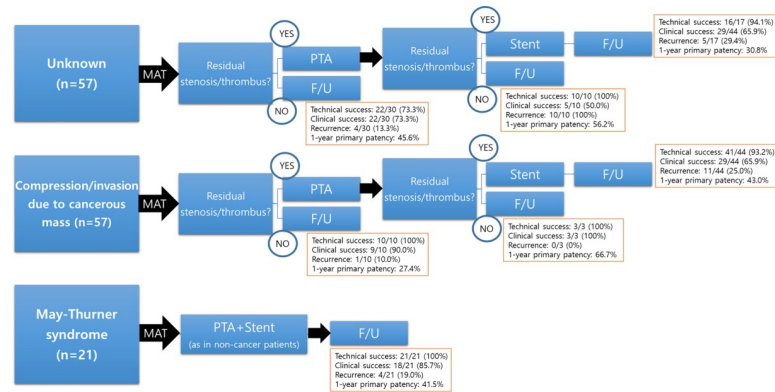 Unknown
(n=57)
MAT
Residual
stenosis/thrombus?
YES
PTA
F/U
NO
Technical success: 22/30 (73.3%)
Clinical success: 22/30 (73.3%)
Recurrence: 4/30 (13.3%)
1-year primary patency: 45.6%
Residual
stenosis/thrombus?
YES
Stent
F/U
F/U
NO
Technical success: 16/17 (94.1%)
Clinical success: 29/44 (65.9%)
Recurrence: 5/17 (29.4%)
1-year primary patency: 30.8%
Technical success: 10/10 (100%)
Clinical success: 5/10 (50.0%)
Recurrence: 10/10 (100%)
1-year primary patency: 56.2%
Compression/invasion
due to cancerous
mass (n=57)
MAT
Residual
stenosis/thrombus?
YES
PTA
F/U
NO
Technical success: 10/10 (100%)
Clinical success: 9/10 (90.0%)
Recurrence: 1/10 (10.0%)
1-year primary patency: 27.4%
Residual
stenosis/thrombus?
YES
Stent
F/U
F/U
NO
Technical success: 41/44 (93.2%)
Clinical success: 29/44 (65.9%)
Recurrence: 11/44 (25.0%)
1-year primary patency: 43.0%
Technical success: 3/3 (100%)
Clinical success: 3/3 (100%)
Recurrence: 0/3 (0%)
1-year primary patency: 66.7%
May-Thurner
syndrome
(n=21)
MAT
PTA+Stent
(as in non-cancer patients)
F/U
Technical success: 21/21 (100%)
Clinical success: 18/21 (85.7%)
Recurrence: 4/21 (19.0%)
1-year primary patency: 41.5%